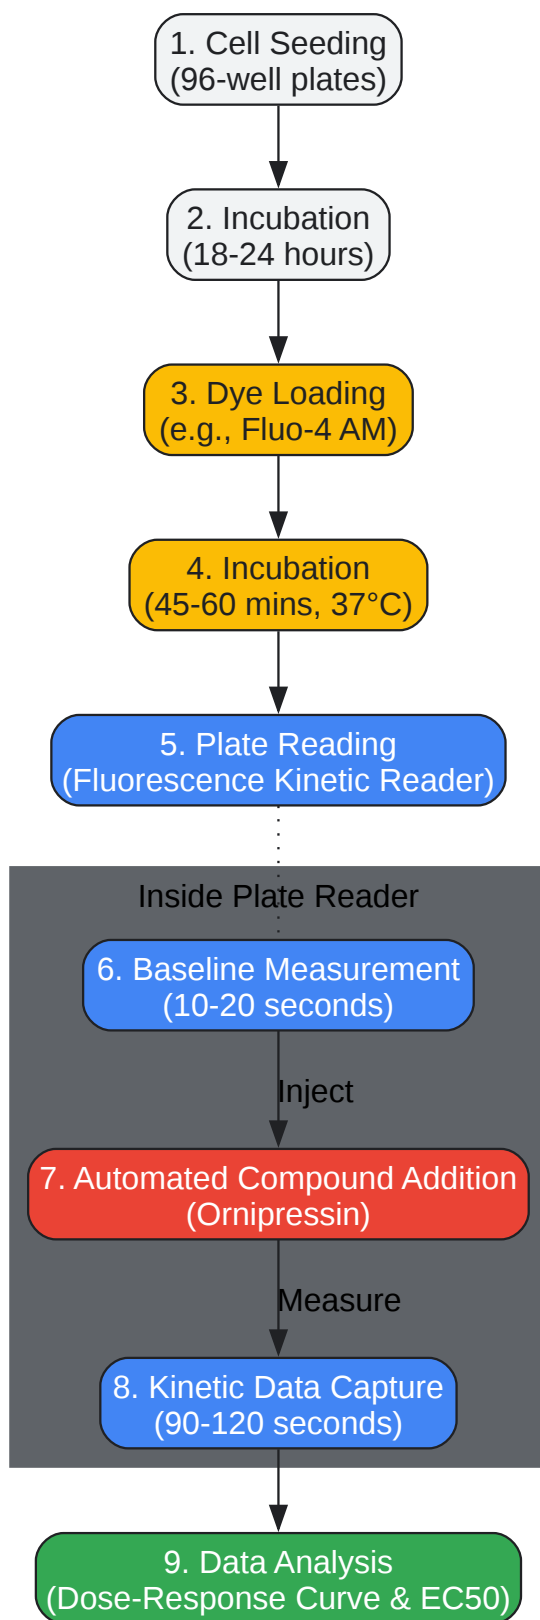 1. Cell Seeding
(96-well plates)
2. Incubation
(18-24 hours)
3. Dye Loading
(e.g., Fluo-4 AM)
4. Incubation
(45-60 mins, 37°C)
5. Plate Reading
(Fluorescence Kinetic Reader)
Inside Plate Reader
6. Baseline Measurement
(10-20 seconds)
Inject
7. Automated Compound Addition
(Ornipressin)
Measure
8. Kinetic Data Capture
(90-120 seconds)
9. Data Analysis
(Dose-Response Curve & EC50)